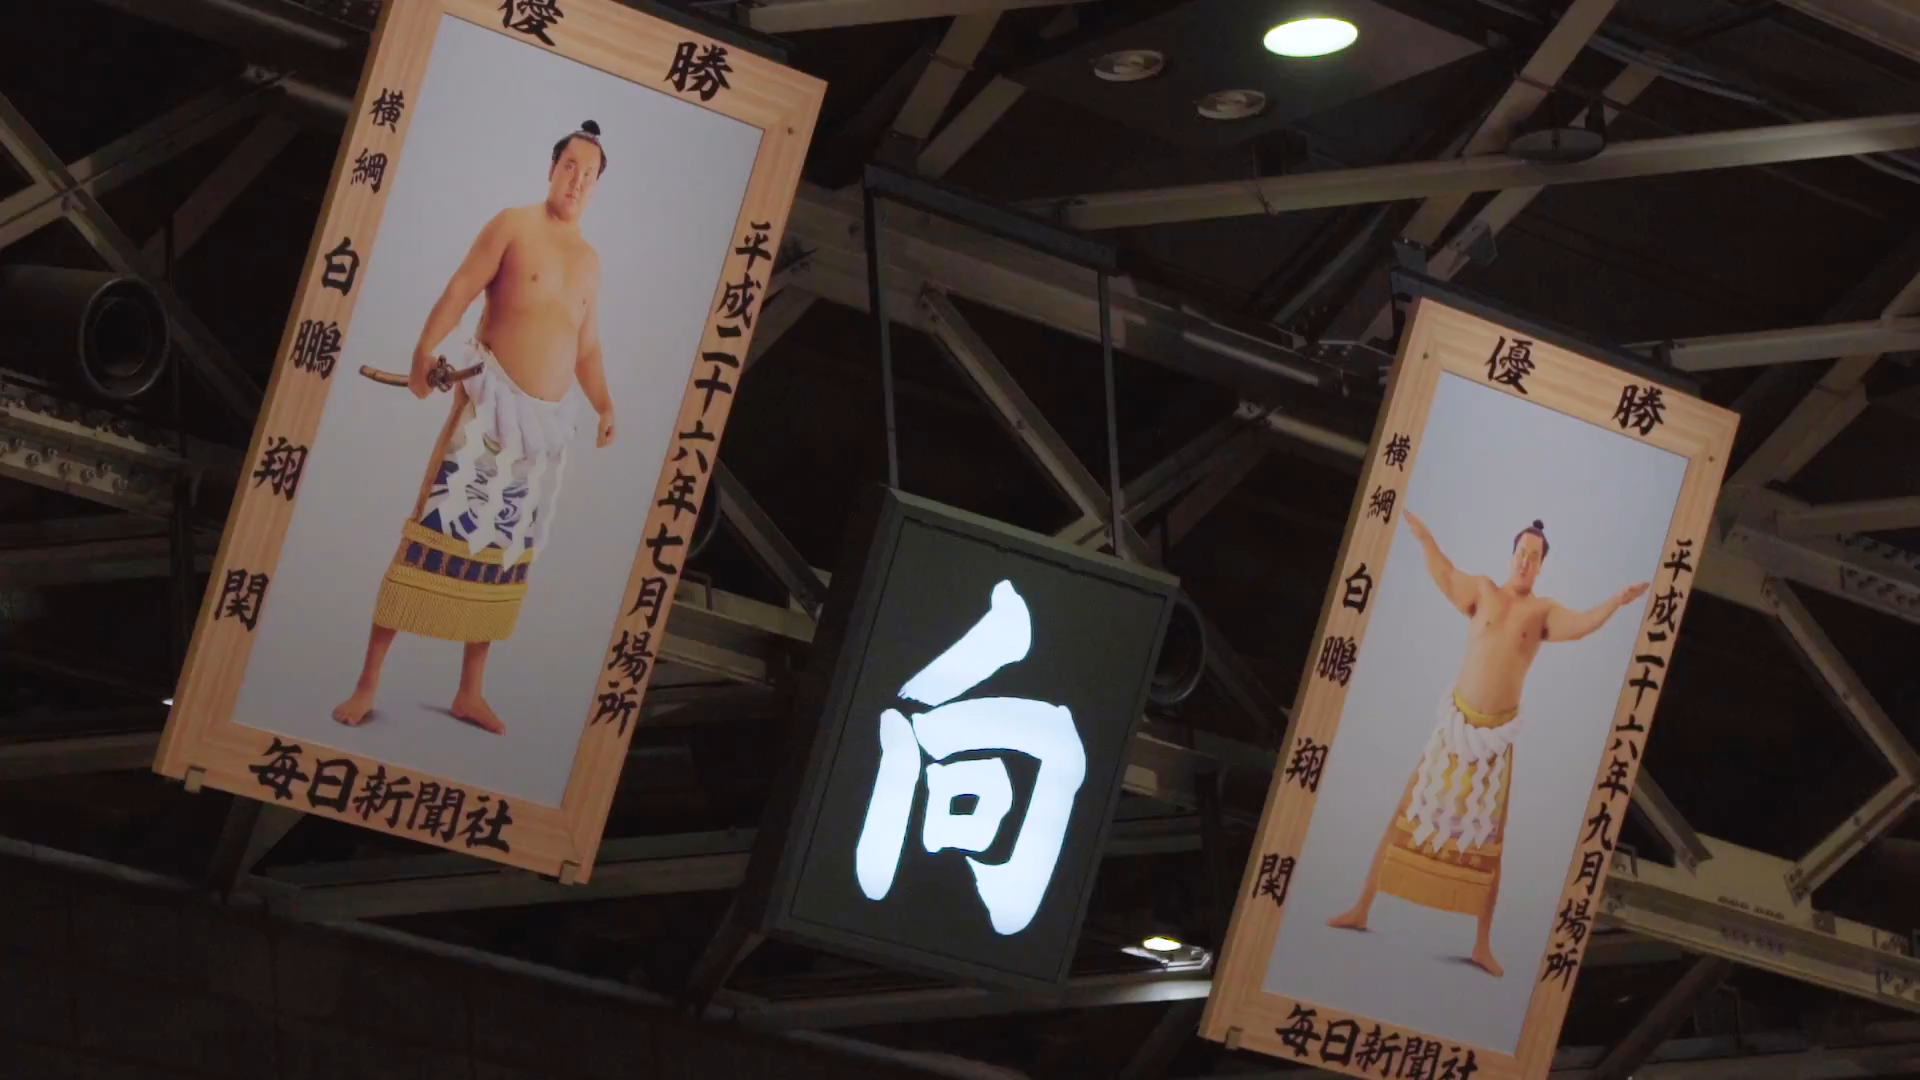 優勝
横綱 白鵬翔関
平成二十六年七月場所
毎日新聞社
向
優勝
横綱 白鵬翔関
平成二十六年九月場所
毎日新聞社